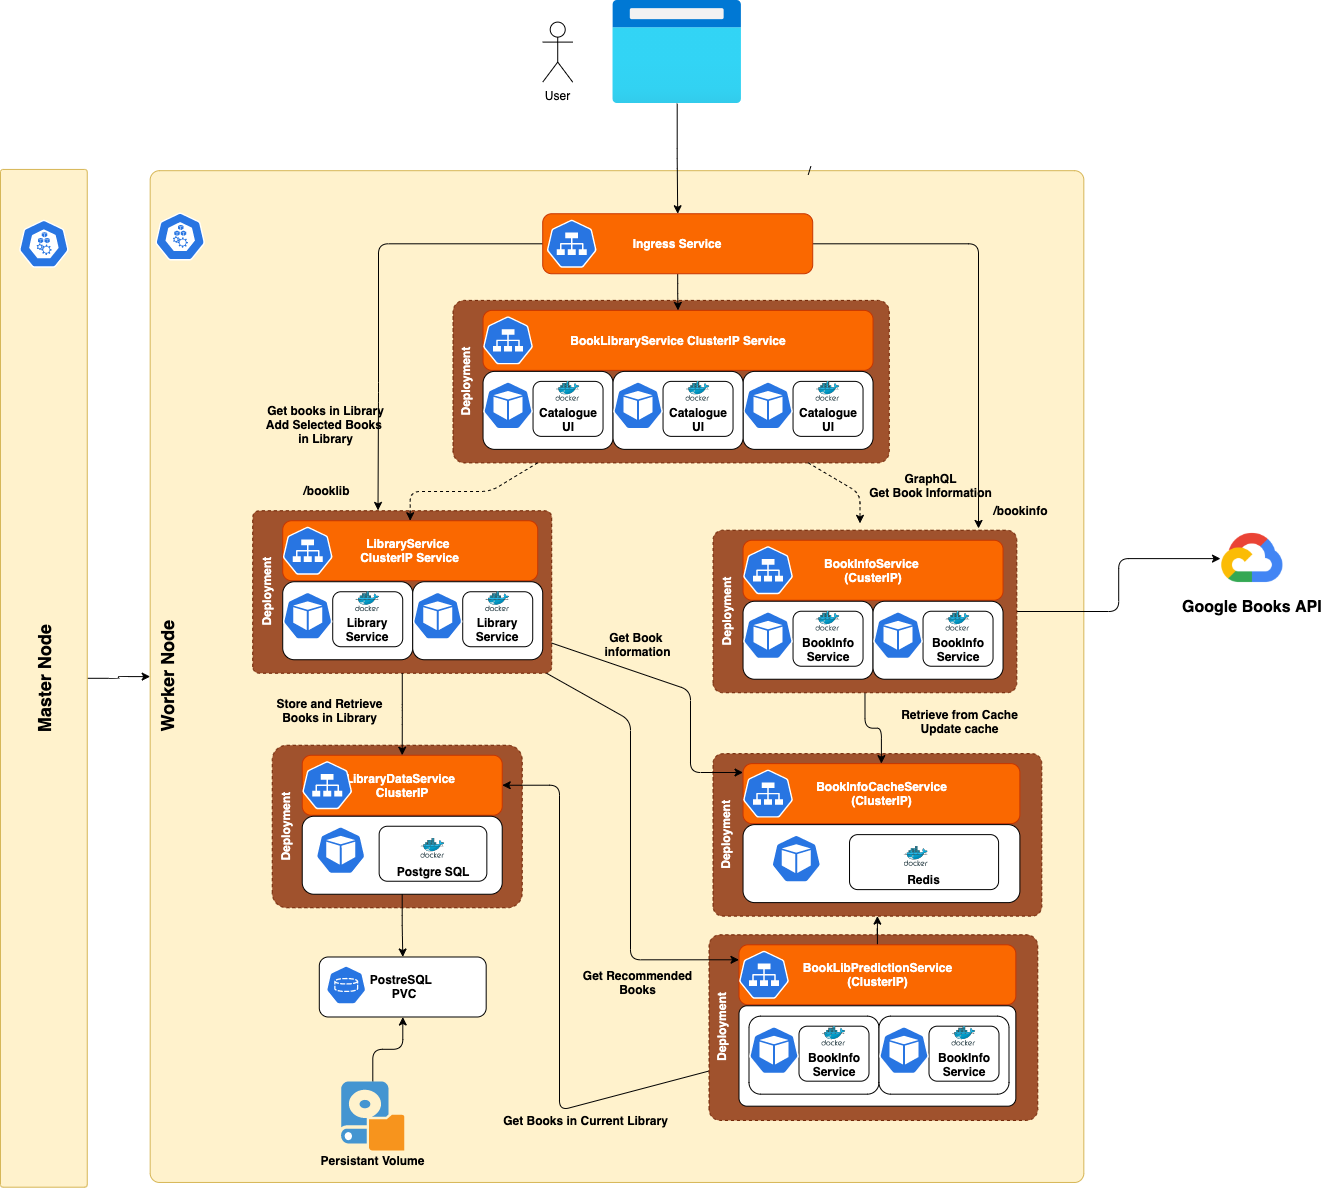 User
/
Ingress Service
Deployment
BookLibraryService ClusterIP Service
docker
Catalogue
UI
docker
Catalogue
UI
docker
Catalogue
UI
Get books in Library
Add Selected Books
in Library
/booklib
GraphQL
Get Book Information
/bookinfo
Deployment
LibraryService
ClusterIP Service
docker
Library
Service
docker
Library
Service
Deployment
BookInfoService
(CusterIP)
docker
BookInfo
Service
docker
BookInfo
Service
Google Books API
Master Node
Worker Node
Get Book
information
Store and Retrieve
Books in Library
Retrieve from Cache
Update cache
Deployment
LibraryDataService
ClusterIP
docker
Postgre SQL
Deployment
BookInfoCacheService
(ClusterIP)
docker
Redis
PostreSQL
PVC
Get Recommended
Books
Deployment
BookLibPredictionService
(ClusterIP)
docker
BookInfo
Service
docker
BookInfo
Service
Get Books in Current Library
Persistant Volume